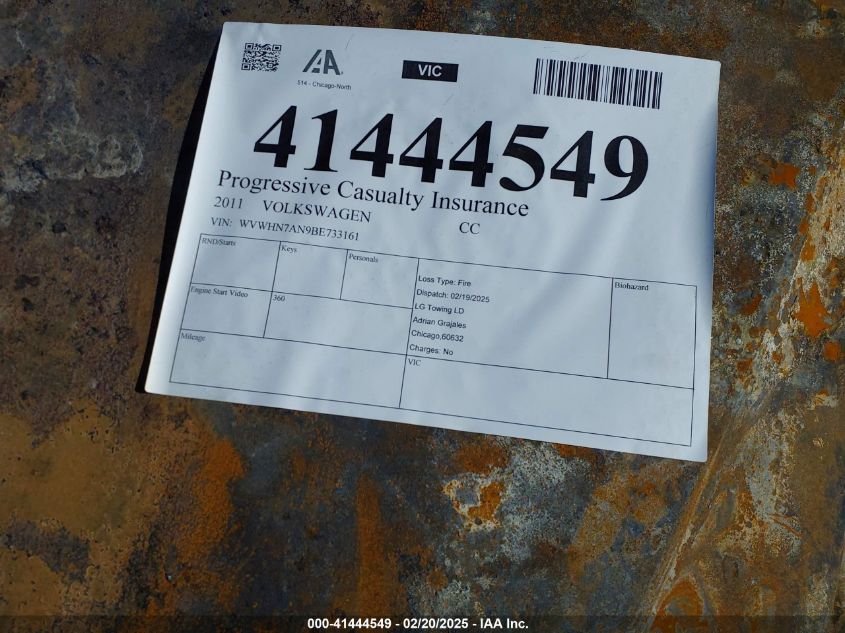 IAA
514 - Chicago-North
VIC
41444549
Progressive Casualty Insurance
2011 VOLKSWAGEN CC
VIN: WVWHN7AN9BE733161
RND/Starts
Keys
Personals
Engine Start Video
360
Mileage
Loss Type: Fire
Dispatch: 02/19/2025
LG Towing LD
Adrian Grajales
Chicago,60632
Charges: No
Biohazard
VIC
000-41444549 - 02/20/2025 - IAA Inc.